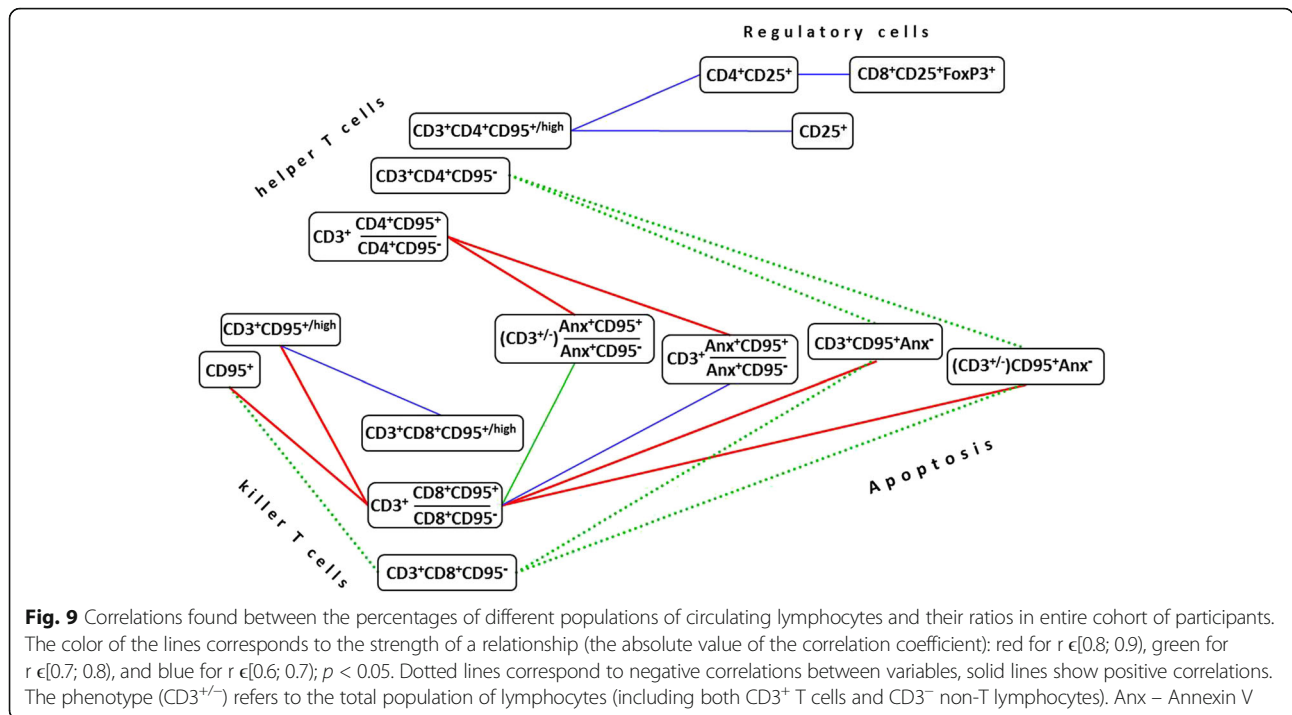 Regulatory cells
CD4⁺CD25⁺
CD8⁺CD25⁺FoxP3⁺
helper T cells
CD3⁺CD4⁺CD95⁺/ʰⁱᵍʰ
CD25⁺
CD3⁺CD4⁺CD95⁻
CD3⁺ CD4⁺CD95⁺
CD4⁺CD95⁻
CD3⁺CD95⁺/ʰⁱᵍʰ
(CD3⁺/⁻) Anx⁺CD95⁺
Anx⁺CD95⁻
CD3⁺ Anx⁺CD95⁺
Anx⁺CD95⁻
CD3⁺CD95⁺Anx⁻
(CD3⁺/⁻)CD95⁺Anx⁻
CD95⁺
CD3⁺CD8⁺CD95⁺/ʰⁱᵍʰ
Apoptosis
killer T cells
CD3⁺ CD8⁺CD95⁺
CD8⁺CD95⁻
CD3⁺CD8⁺CD95⁻
Fig. 9 Correlations found between the percentages of different populations of circulating lymphocytes and their ratios in entire cohort of participants.
The color of the lines corresponds to the strength of a relationship (the absolute value of the correlation coefficient): red for r ϵ[0.8; 0.9), green for
r ϵ[0.7; 0.8), and blue for r ϵ[0.6; 0.7); p < 0.05. Dotted lines correspond to negative correlations between variables, solid lines show positive correlations.
The phenotype (CD3⁺/⁻) refers to the total population of lymphocytes (including both CD3⁺ T cells and CD3⁻ non-T lymphocytes). Anx – Annexin V